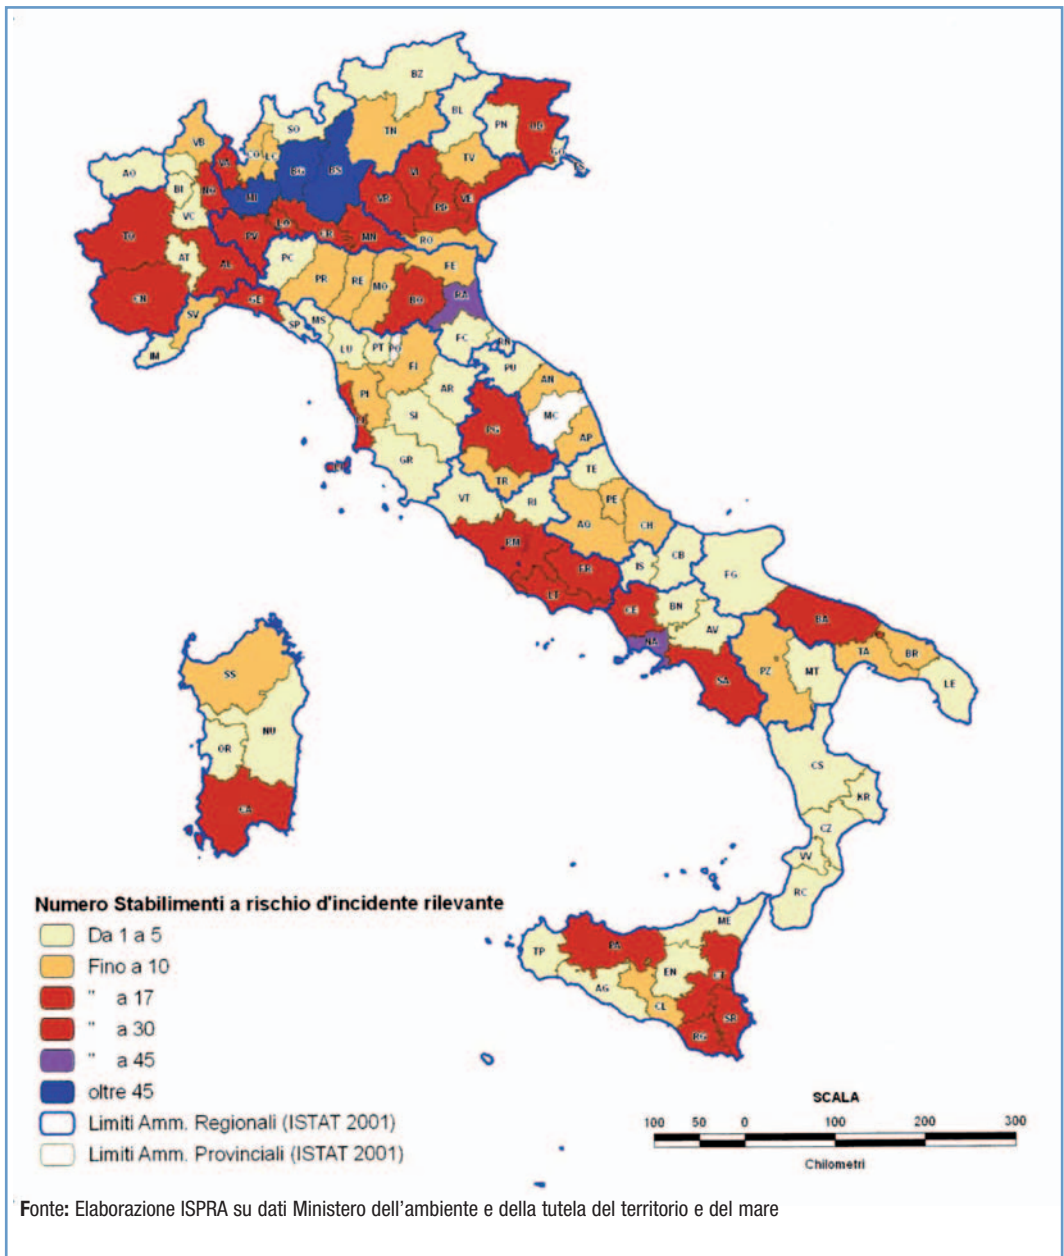 BZ
BL
PN
UD
GO
TS
SO
TN
VB
CO
LC
TV
VA
BG
BS
AO
BI
NO
MI
VI
VR
PD
VE
VC
TO
PV
LO
CR
MN
RO
AT
AL
PC
PR
RE
MO
FE
CN
GE
BO
RA
SV
SP
MS
IM
LU
PT
PO
FI
FC
RN
PU
AR
AN
PI
LI
SI
PG
MC
AP
GR
TR
TE
LI
VT
RI
AQ
PE
CH
RM
FR
IS
CB
FG
LT
CE
BN
BA
NA
AV
SS
SA
PZ
MT
TA
BR
LE
NU
OR
CS
CA
KR
CZ
VV
RC
Numero Stabilimenti a rischio d'incidente rilevante
Da 1 a 5
Fino a 10
" a 17
" a 30
" a 45
oltre 45
Limiti Amm. Regionali (ISTAT 2001)
Limiti Amm. Provinciali (ISTAT 2001)
ME
TP
PA
EN
CT
AG
CL
SR
RG
SCALA
100 50 0 100 200 300
Chilometri
Fonte: Elaborazione ISPRA su dati Ministero dell'ambiente e della tutela del territorio e del mare